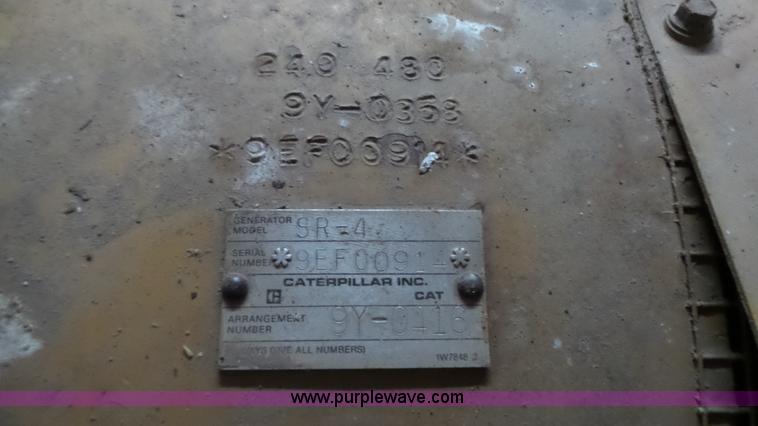 240 480
9Y-0358
*9EF00914*
GENERATOR
MODEL SR-4
SERIAL
NUMBER *9EF00914*
CATERPILLAR INC.
CAT
ARRANGEMENT
NUMBER 9Y-0416
GIVE ALL NUMBERS)
1W7848 2
www.purplewave.com